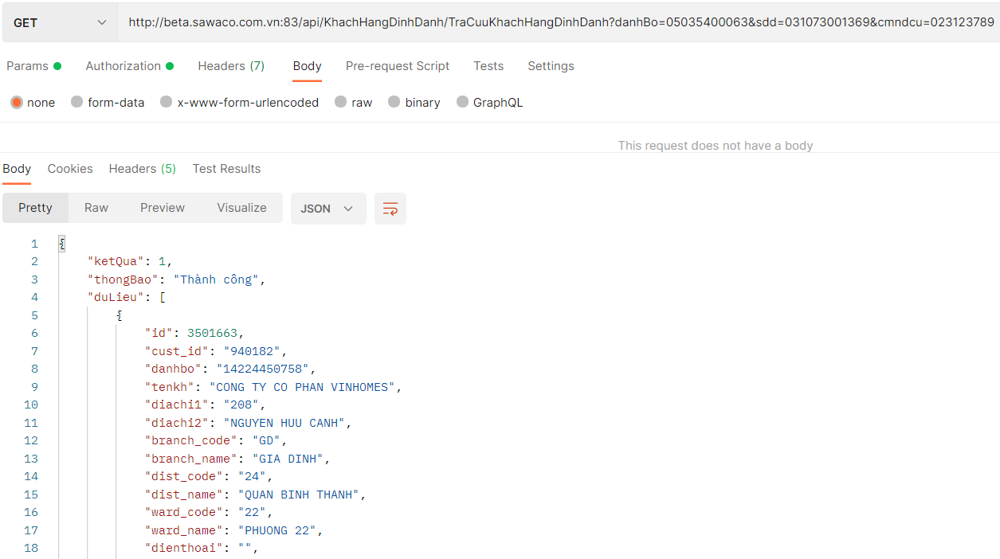 GET http://beta.sawaco.com.vn:83/api/KhachHangDinhDanh/TraCuuKhachHangDinhDanh?danhBo=05035400063&sdd=031073001369&cmndcu=023123789
Params Authorization Headers (7) Body Pre-request Script Tests Settings
none form-data x-www-form-urlencoded raw binary GraphQL
This request does not have a body
Body Cookies Headers (5) Test Results
Pretty Raw Preview Visualize JSON
1 {
2 "ketQua": 1,
3 "thongBao": "Thành công",
4 "duLieu": [
5 {
6 "id": 3501663,
7 "cust_id": "940182",
8 "danhbo": "14224450758",
9 "tenkh": "CONG TY CO PHAN VINHOMES",
10 "diachi1": "208",
11 "diachi2": "NGUYEN HUU CANH",
12 "branch_code": "GD",
13 "branch_name": "GIA DINH",
14 "dist_code": "24",
15 "dist_name": "QUAN BINH THANH",
16 "ward_code": "22",
17 "ward_name": "PHUONG 22",
18 "dienthoai": "",